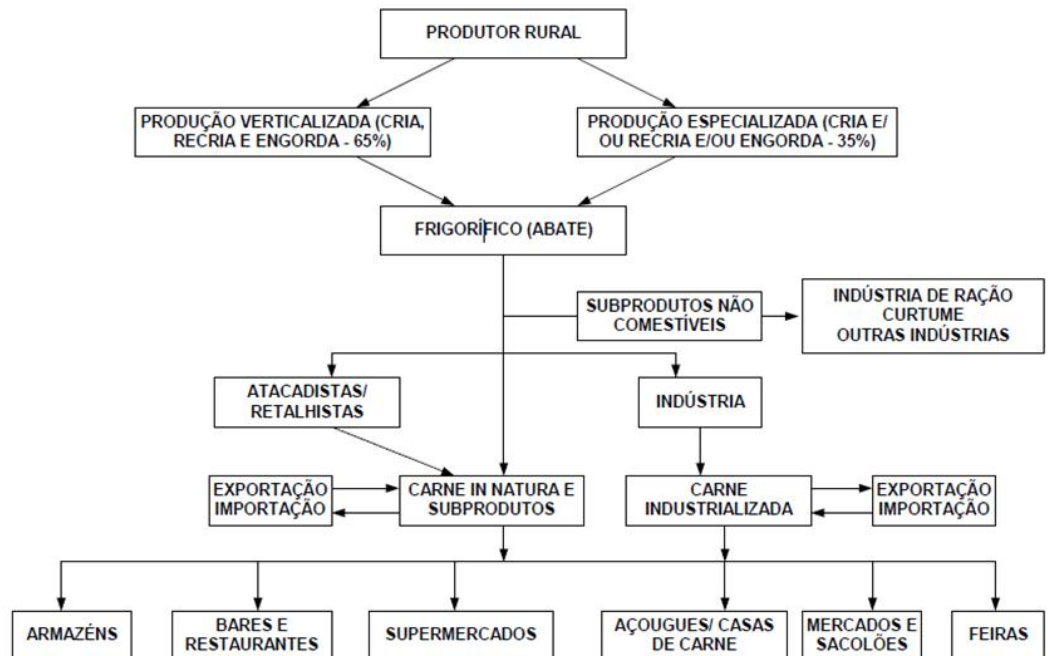 PRODUTOR RURAL
PRODUÇÃO VERTICALIZADA (CRIA,
RECRIA E ENGORDA - 65%)
PRODUÇÃO ESPECIALIZADA (CRIA E/
OU RECRIA E/OU ENGORDA - 35%)
FRIGORÍFICO (ABATE)
SUBPRODUTOS NÃO
COMESTÍVEIS
INDÚSTRIA DE RAÇÃO
CURTUME
OUTRAS INDÚSTRIAS
ATACADISTAS/
RETALHISTAS
INDÚSTRIA
EXPORTAÇÃO
IMPORTAÇÃO
CARNE IN NATURA E
SUBPRODUTOS
CARNE
INDUSTRIALIZADA
EXPORTAÇÃO
IMPORTAÇÃO
ARMAZÉNS
BARES E
RESTAURANTES
SUPERMERCADOS
AÇOUGUES/ CASAS
DE CARNE
MERCADOS E
SACOLÕES
FEIRAS